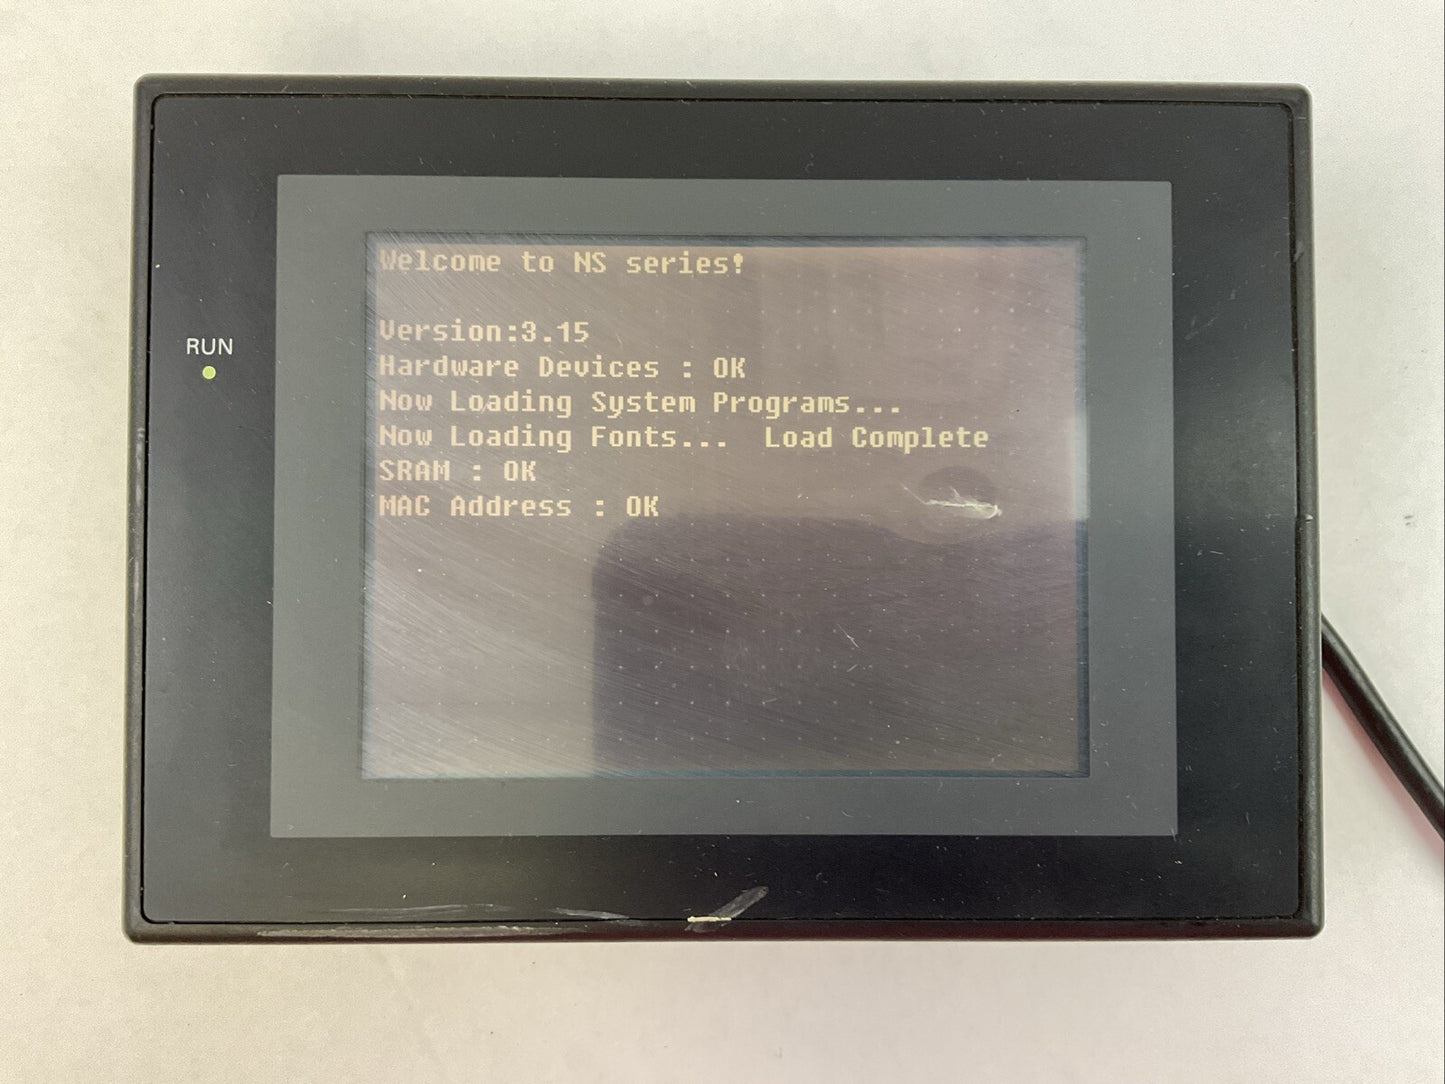 Welcome to NS series!
Version:3.15
Hardware Devices : OK
Now Loading System Programs...
Now Loading Fonts... Load Complete
SRAM : OK
MAC Address : OK
RUN